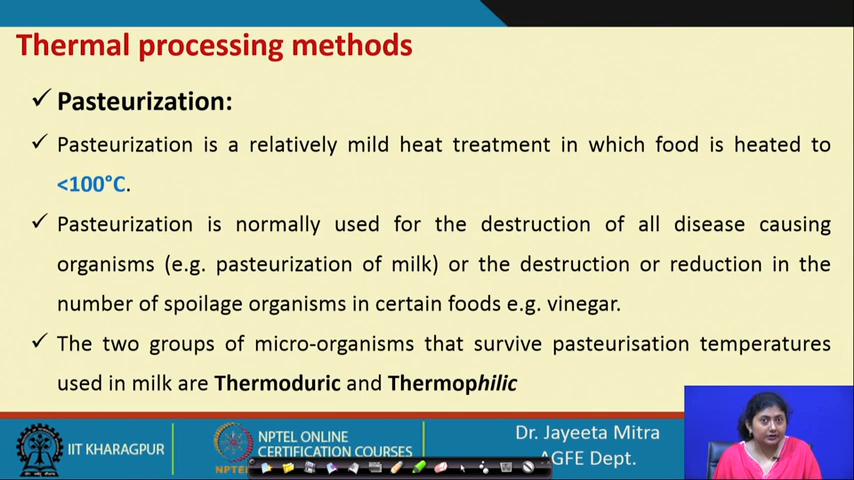 Thermal processing methods
✓ Pasteurization:
✓ Pasteurization is a relatively mild heat treatment in which food is heated to
<100°C.
✓ Pasteurization is normally used for the destruction of all disease causing
organisms (e.g. pasteurization of milk) or the destruction or reduction in the
number of spoilage organisms in certain foods e.g. vinegar.
✓ The two groups of micro-organisms that survive pasteurisation temperatures
used in milk are Thermoduric and Thermophilic
IIT KHARAGPUR
NPTEL ONLINE
CERTIFICATION COURSES
NPTEL
Dr. Jayeeta Mitra
AGFE Dept.